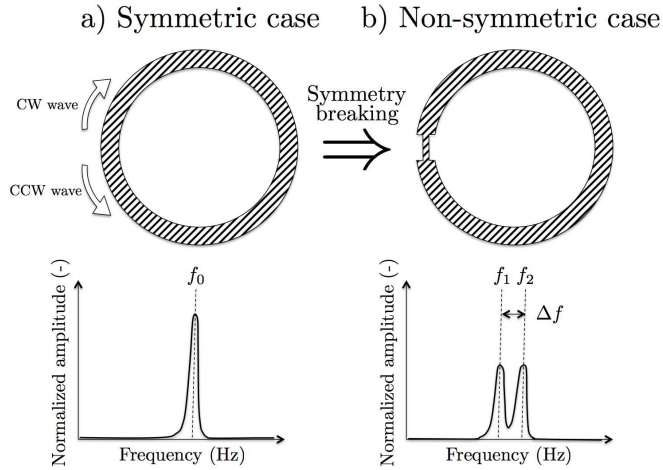 a) Symmetric case
b) Non-symmetric case
CW wave
CCW wave
Symmetry
breaking
f₀
Normalized amplitude (-)
Frequency (Hz)
f₁ f₂
Δf
Normalized amplitude (-)
Frequency (Hz)